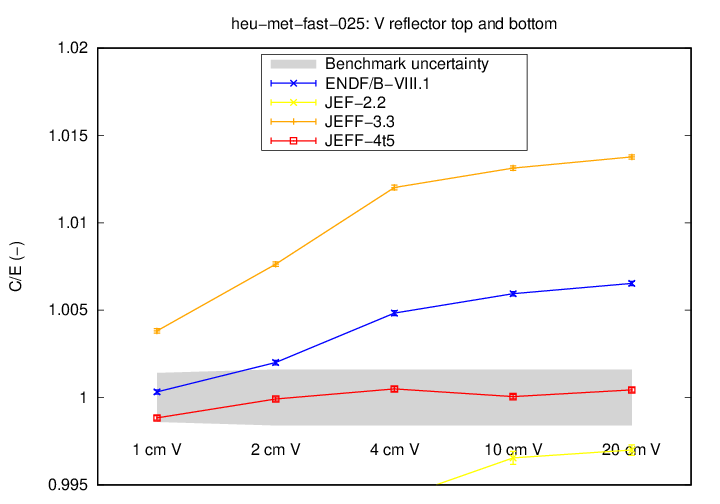 heu−met−fast−025: V reflector top and bottom
1.02
Benchmark uncertainty
ENDF/B−VIII.1
JEF−2.2
JEFF−3.3
JEFF−4t5
1.015
1.01
C/E (−)
1.005
1
1 cm V 2 cm V 4 cm V 10 cm V 20 cm V
0.995